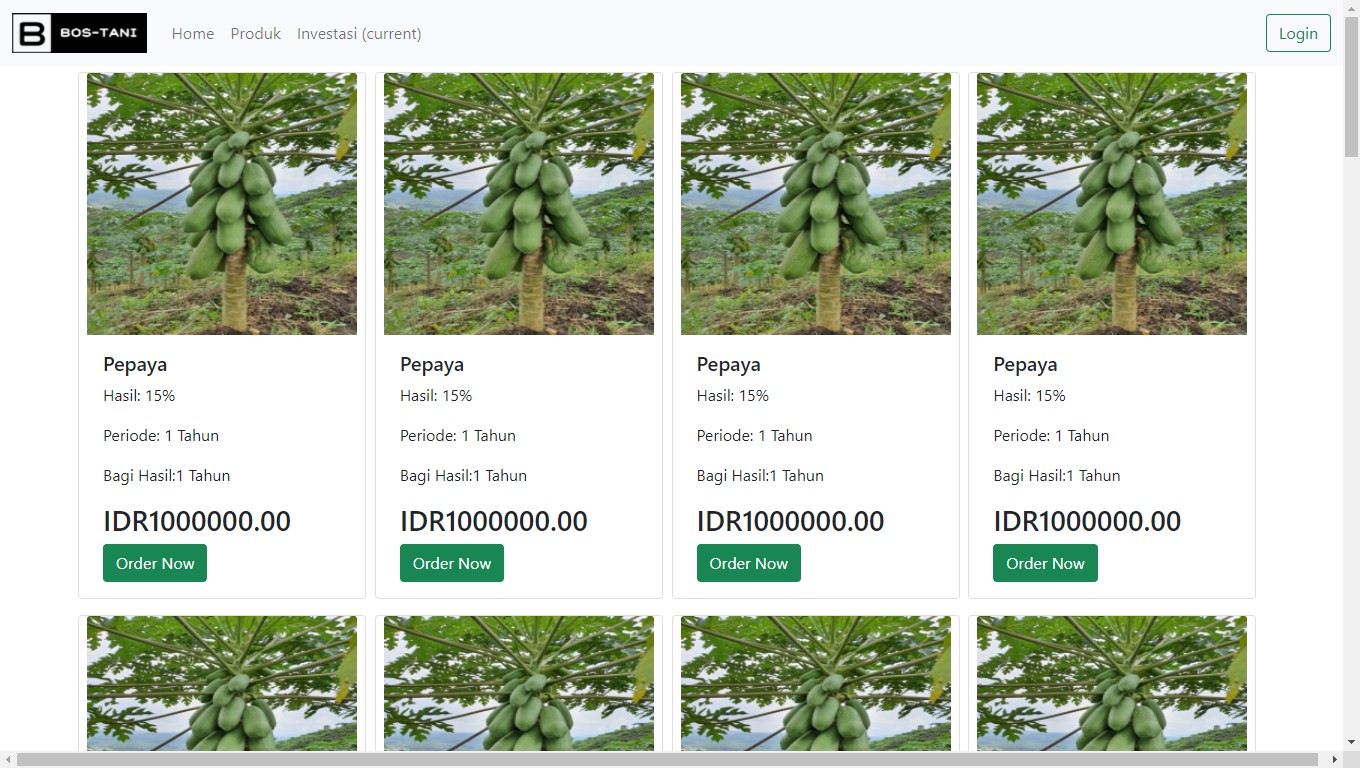 B BOS-TANI Home Produk Investasi (current) Login
Pepaya Pepaya Pepaya Pepaya
Hasil: 15% Hasil: 15% Hasil: 15% Hasil: 15%
Periode: 1 Tahun Periode: 1 Tahun Periode: 1 Tahun Periode: 1 Tahun
Bagi Hasil:1 Tahun Bagi Hasil:1 Tahun Bagi Hasil:1 Tahun Bagi Hasil:1 Tahun
IDR1000000.00 IDR1000000.00 IDR1000000.00 IDR1000000.00
Order Now Order Now Order Now Order Now